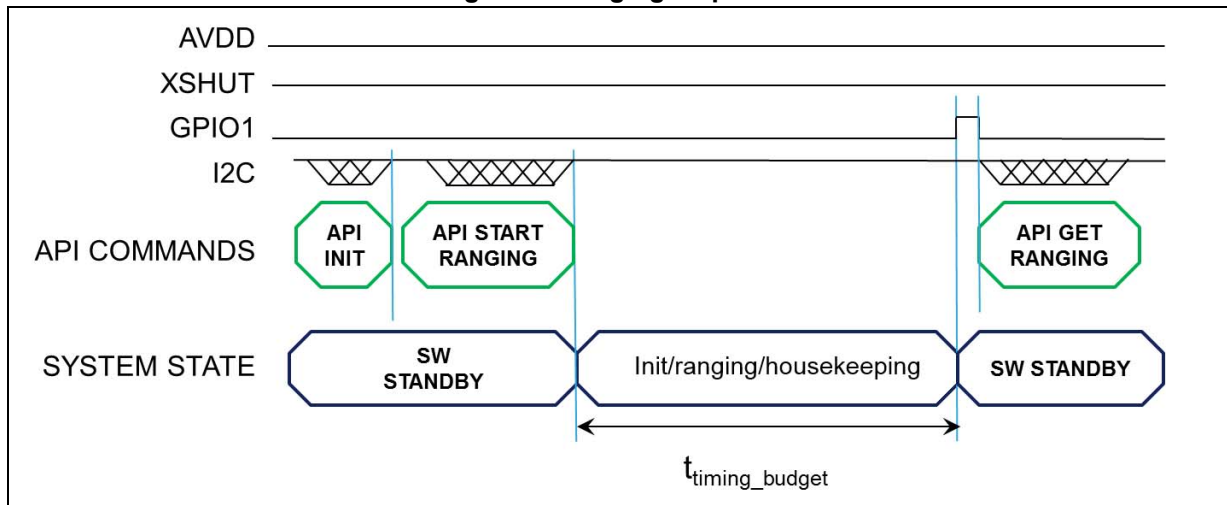 AVDD
XSHUT
GPIO1
I2C
API COMMANDS
API
INIT
API START
RANGING
API GET
RANGING
SYSTEM STATE
SW
STANDBY
Init/ranging/housekeeping
SW STANDBY
ttiming_budget